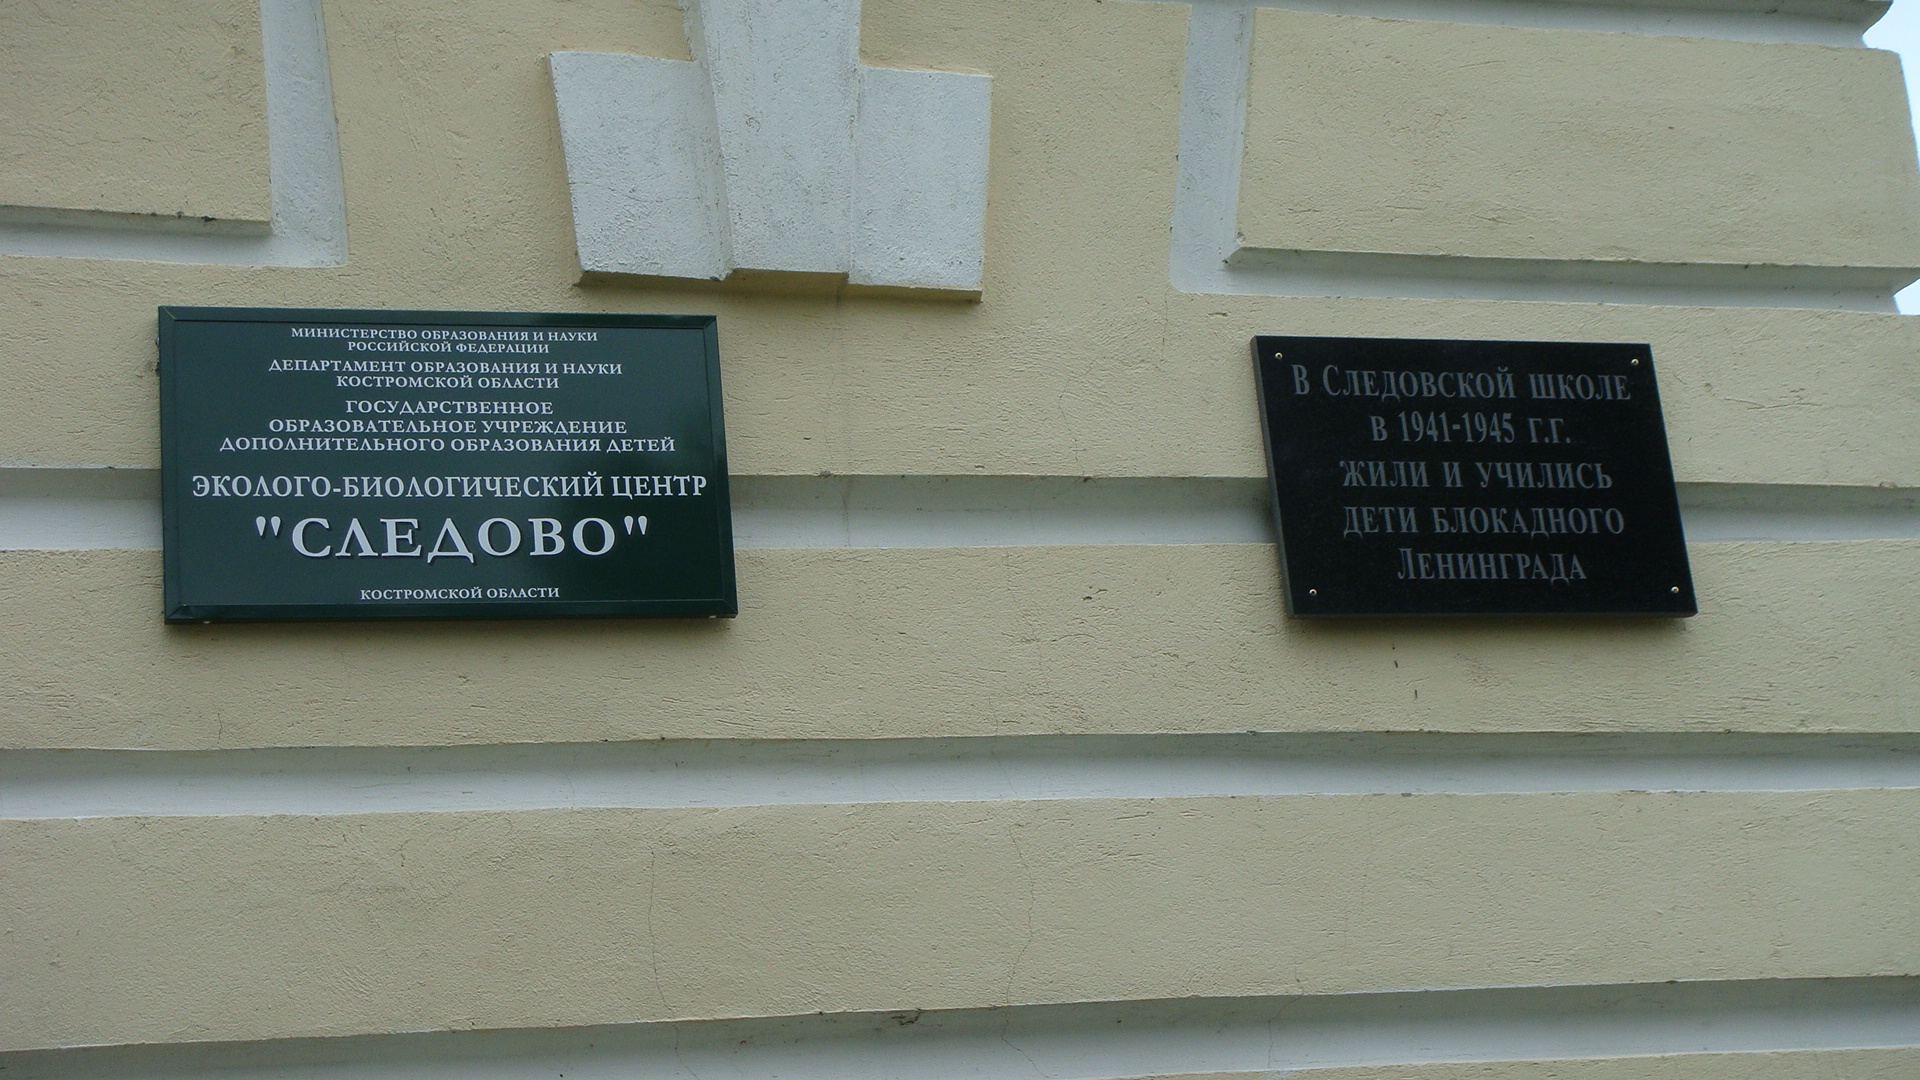 МИНИСТЕРСТВО ОБРАЗОВАНИЯ И НАУКИ
РОССИЙСКОЙ ФЕДЕРАЦИИ
ДЕПАРТАМЕНТ ОБРАЗОВАНИЯ И НАУКИ
КОСТРОМСКОЙ ОБЛАСТИ
ГОСУДАРСТВЕННОЕ
ОБРАЗОВАТЕЛЬНОЕ УЧРЕЖДЕНИЕ
ДОПОЛНИТЕЛЬНОГО ОБРАЗОВАНИЯ ДЕТЕЙ
ЭКОЛОГО-БИОЛОГИЧЕСКИЙ ЦЕНТР
"СЛЕДОВО"
КОСТРОМСКОЙ ОБЛАСТИ
В СЛЕДОВСКОЙ ШКОЛЕ
В 1941-1945 Г.Г.
ЖИЛИ И УЧИЛИСЬ
ДЕТИ БЛОКАДНОГО
ЛЕНИНГРАДА